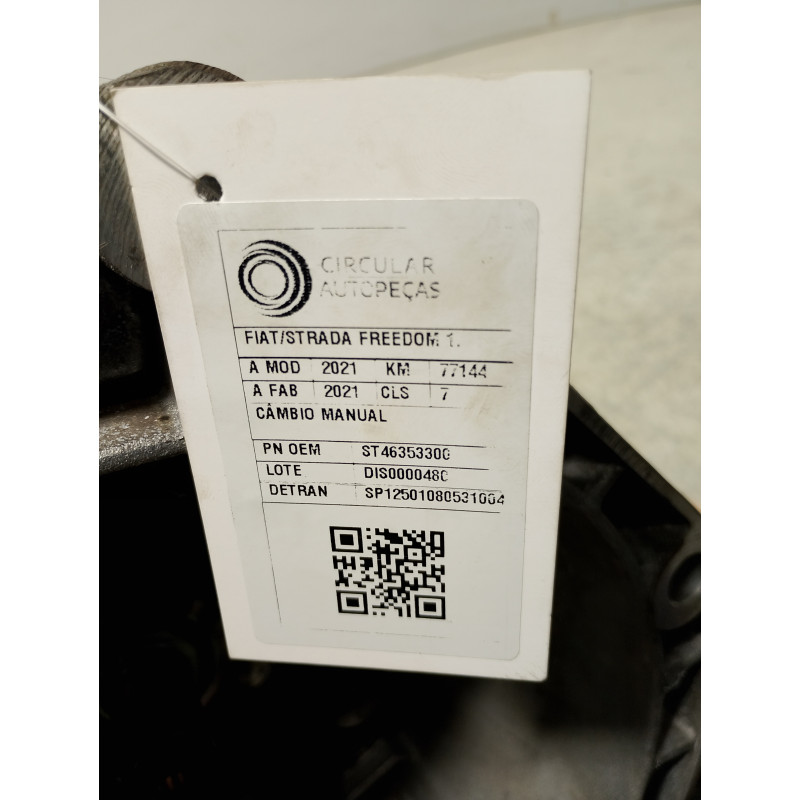 CIRCULAR
AUTOPEÇAS
FIAT/STRADA FREEDOM 1.
A MOD 2021 KM 77144
A FAB 2021 CLS 7
CÂMBIO MANUAL
PN OEM ST46353300
LOTE DIS0000480
DETRAN SP12501080531004